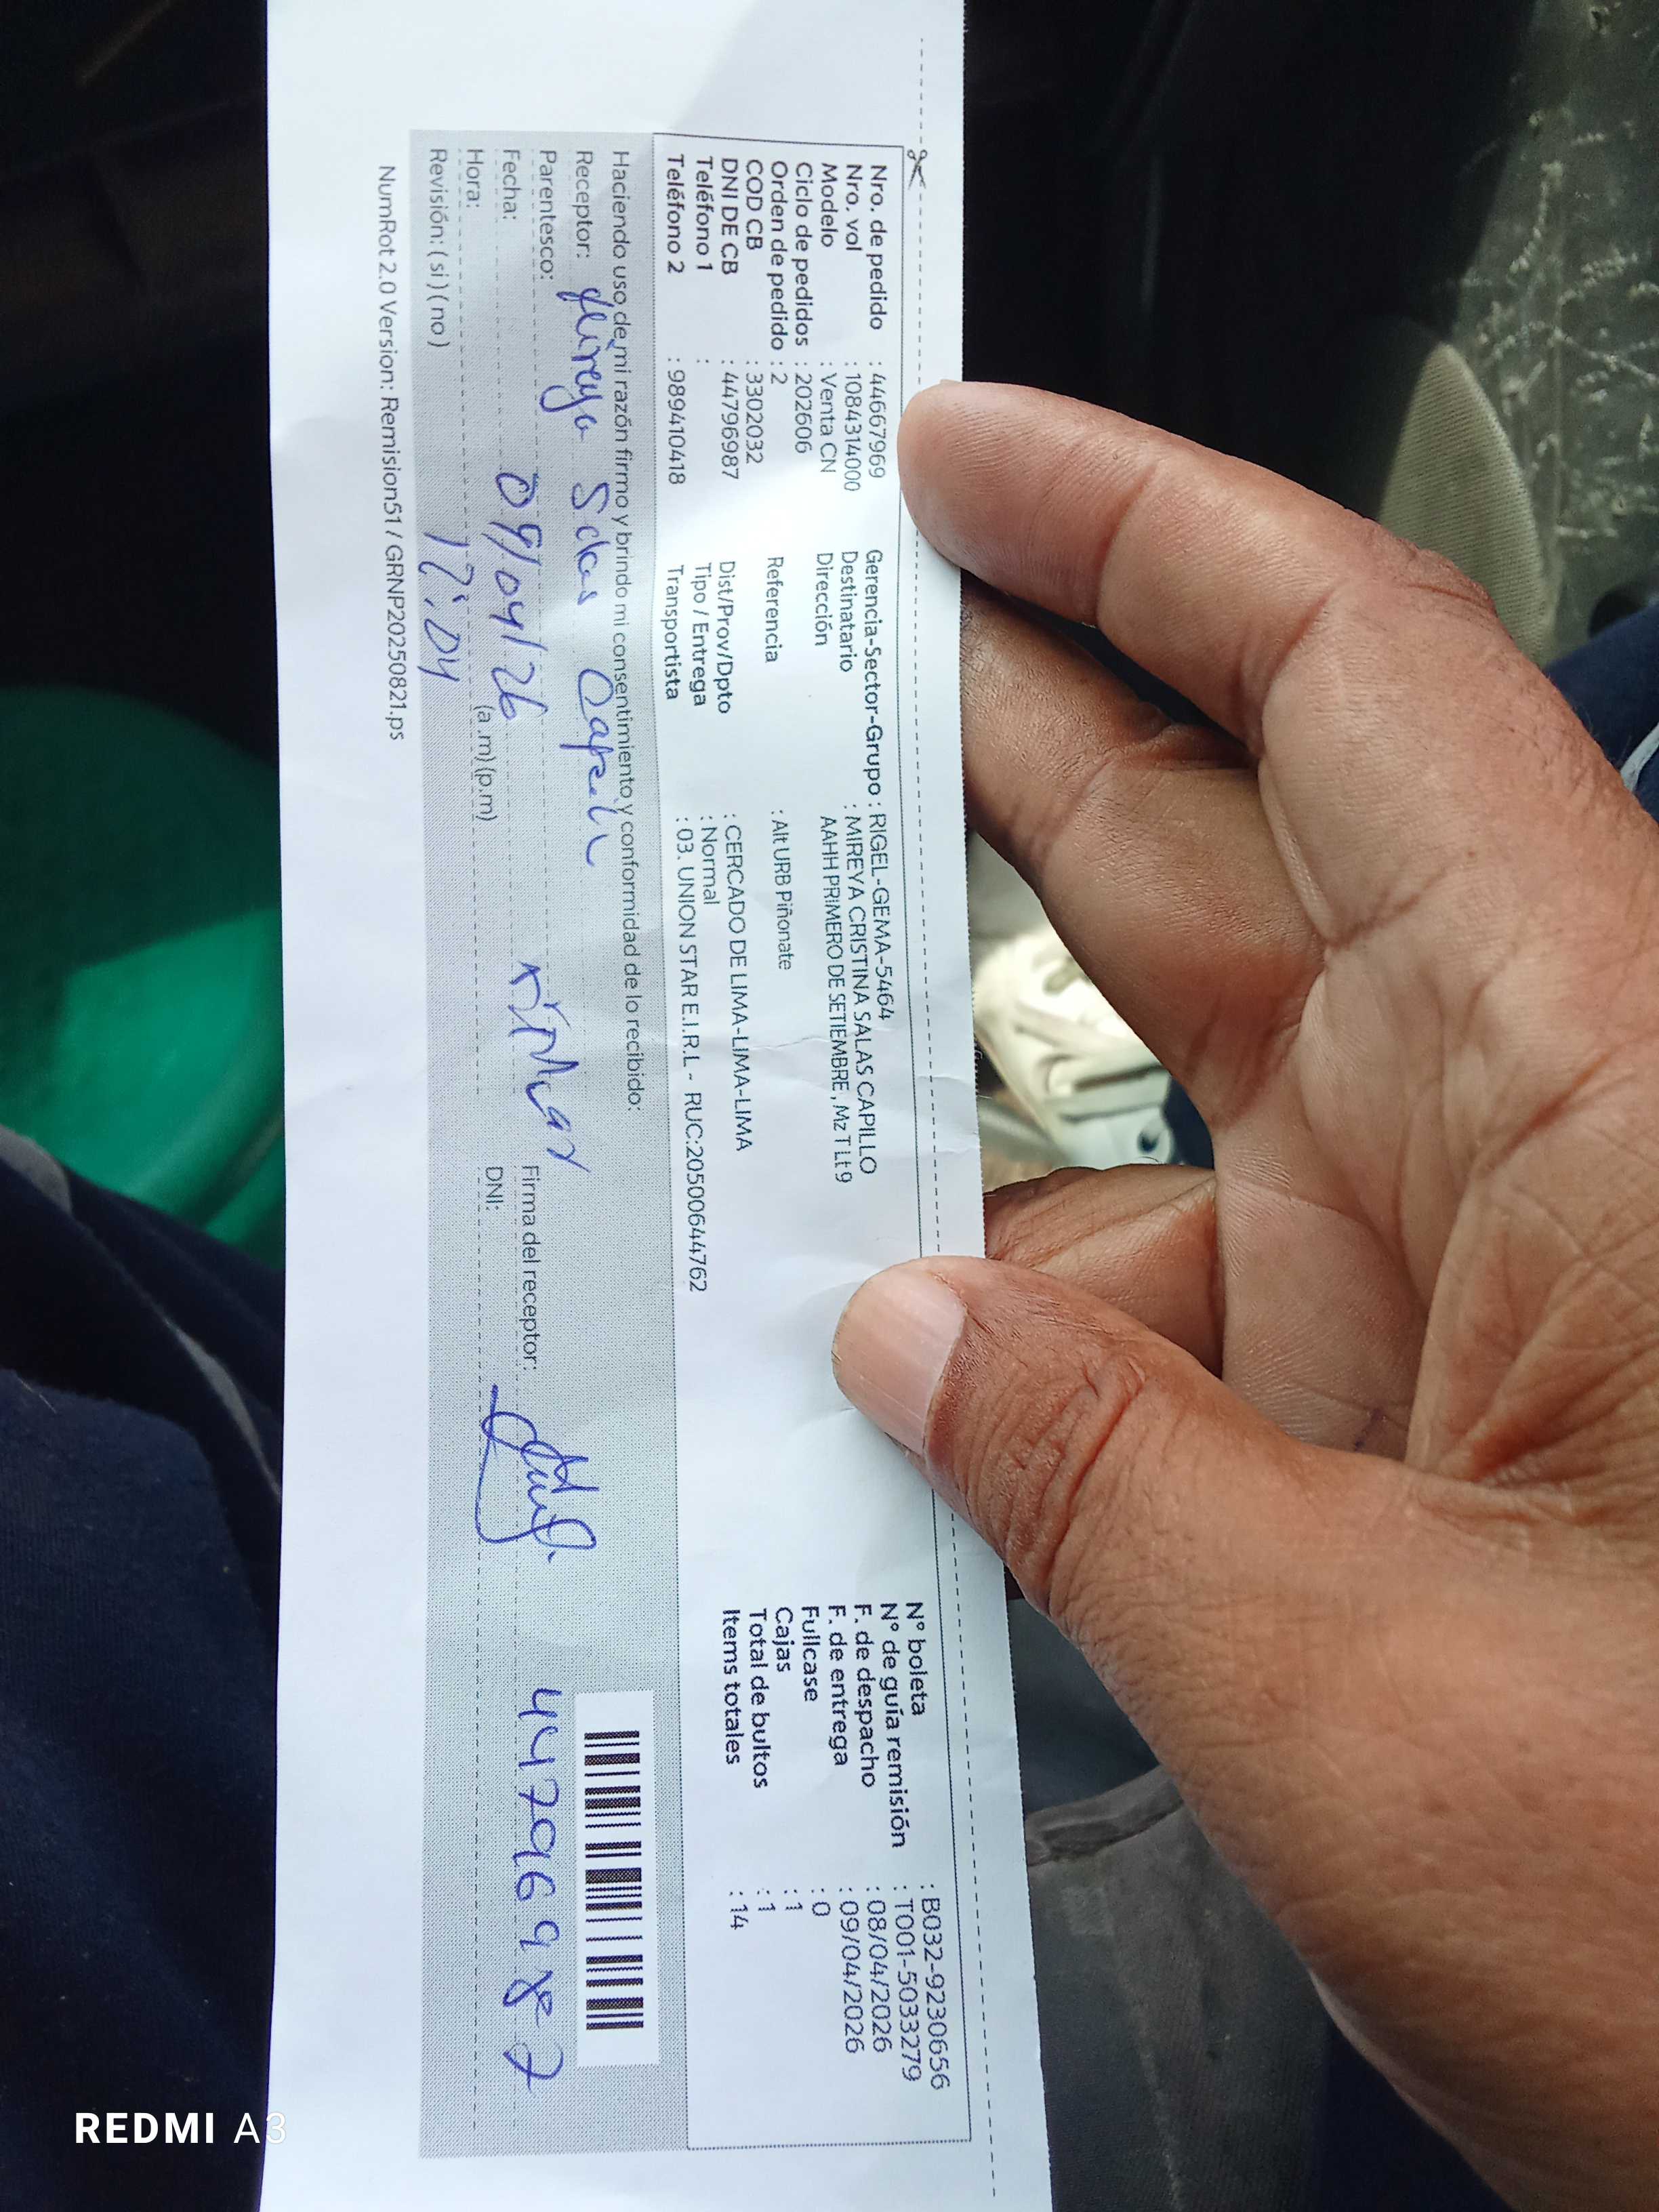 Nro. de pedido : 44667969
Nro. vol : 1084314000
Modelo : Venta CN
Ciclo de pedidos : 202606
Orden de pedido : 2
COD CB : 3302032
DNI DE CB : 44796987
Teléfono 1 :
Teléfono 2 : 989410418
Gerencia-Sector-Grupo : RIGEL-GEMA-5464
Destinatario : MIREYA CRISTINA SALAS CAPILLO
Dirección AAHH PRIMERO DE SETIEMBRE, Mz T Lt 9
Referencia : Alt URB Piñonate
Dist/Prov/Dpto : CERCADO DE LIMA-LIMA-LIMA
Tipo / Entrega : Normal
Transportista : 03. UNION STAR E.I.R.L - RUC:20500644762
N° boleta : B032-9230656
N° de guía remisión : T001-5033279
F. de despacho : 08/04/2026
F. de entrega : 09/04/2026
Fullcase : 0
Cajas : 1
Total de bultos : 1
Items totales : 14
Haciendo uso de mi razón firmo y brindo mi consentimiento y conformidad de lo recibido:
Receptor: Mireya Salas Capillo
Parentesco: titular
Fecha: 09/04/26
Hora: 12:04 (a.m)(p.m)
Revisión: ( si ) ( no )
Firma del receptor:
DNI: 44796987
NumRot 2.0 Version: Remision51 / GRNP20250821.ps
REDMI A3